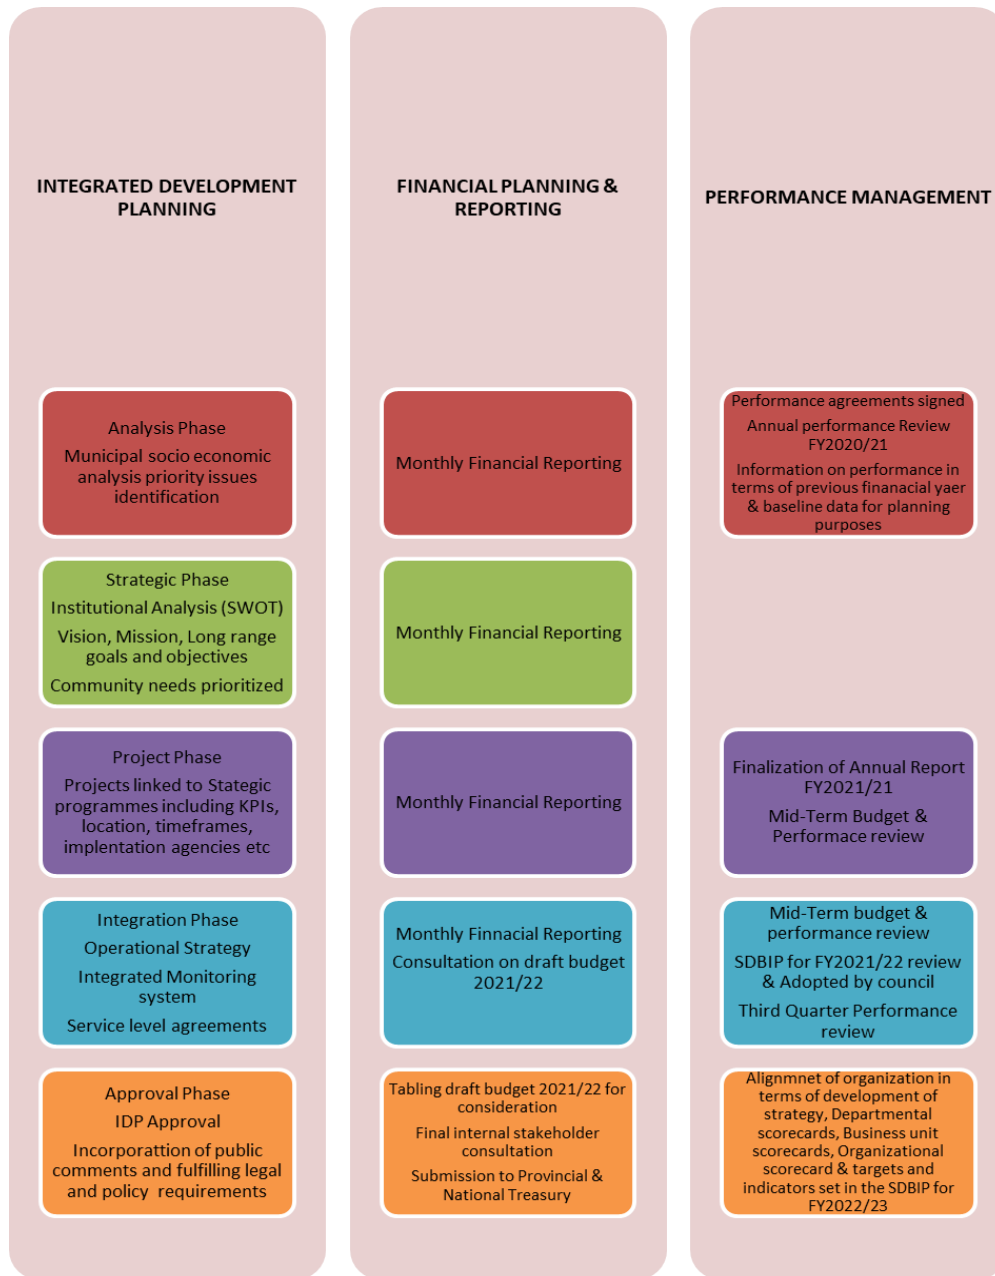 INTEGRATED DEVELOPMENT
PLANNING
Analysis Phase
Municipal socio economic
analysis priority issues
identification
Strategic Phase
Institutional Analysis (SWOT)
Vision, Mission, Long range
goals and objectives
Community needs prioritized
Project Phase
Projects linked to Stategic
programmes including KPIs,
location, timeframes,
implentation agencies etc
Integration Phase
Operational Strategy
Integrated Monitoring
system
Service level agreements
Approval Phase
IDP Approval
Incorporattion of public
comments and fulfilling legal
and policy requirements
FINANCIAL PLANNING &
REPORTING
Monthly Financial Reporting
Monthly Financial Reporting
Monthly Financial Reporting
Monthly Finnacial Reporting
Consultation on draft budget
2021/22
Tabling draft budget 2021/22 for
consideration
Final internal stakeholder
consultation
Submission to Provincial &
National Treasury
PERFORMANCE MANAGEMENT
Performance agreements signed
Annual performance Review
FY2020/21
Information on performance in
terms of previous finanacial yaer
& baseline data for planning
purposes
Finalization of Annual Report
FY2021/21
Mid-Term Budget &
Performace review
Mid-Term budget &
performance review
SDBIP for FY2021/22 review
& Adopted by council
Third Quarter Performance
review
Alignmnet of organization in
terms of development of
strategy, Departmental
scorecards, Business unit
scorecards, Organizational
scorecard & targets and
indicators set in the SDBIP for
FY2022/23